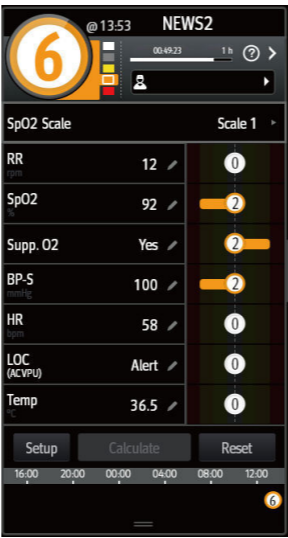 @13:53 NEWS2
6
00:49:23 1 h ?
SpO2 Scale Scale 1
RR 12 0
rpm
SpO2 92 2
%
Supp. O2 Yes 2
BP-S 100 2
mmHg
HR 58 0
bpm
LOC Alert 0
(ACVPU)
Temp 36.5 0
°C
Setup Calculate Reset
16:00 20:00 00:00 04:00 08:00 12:00
6